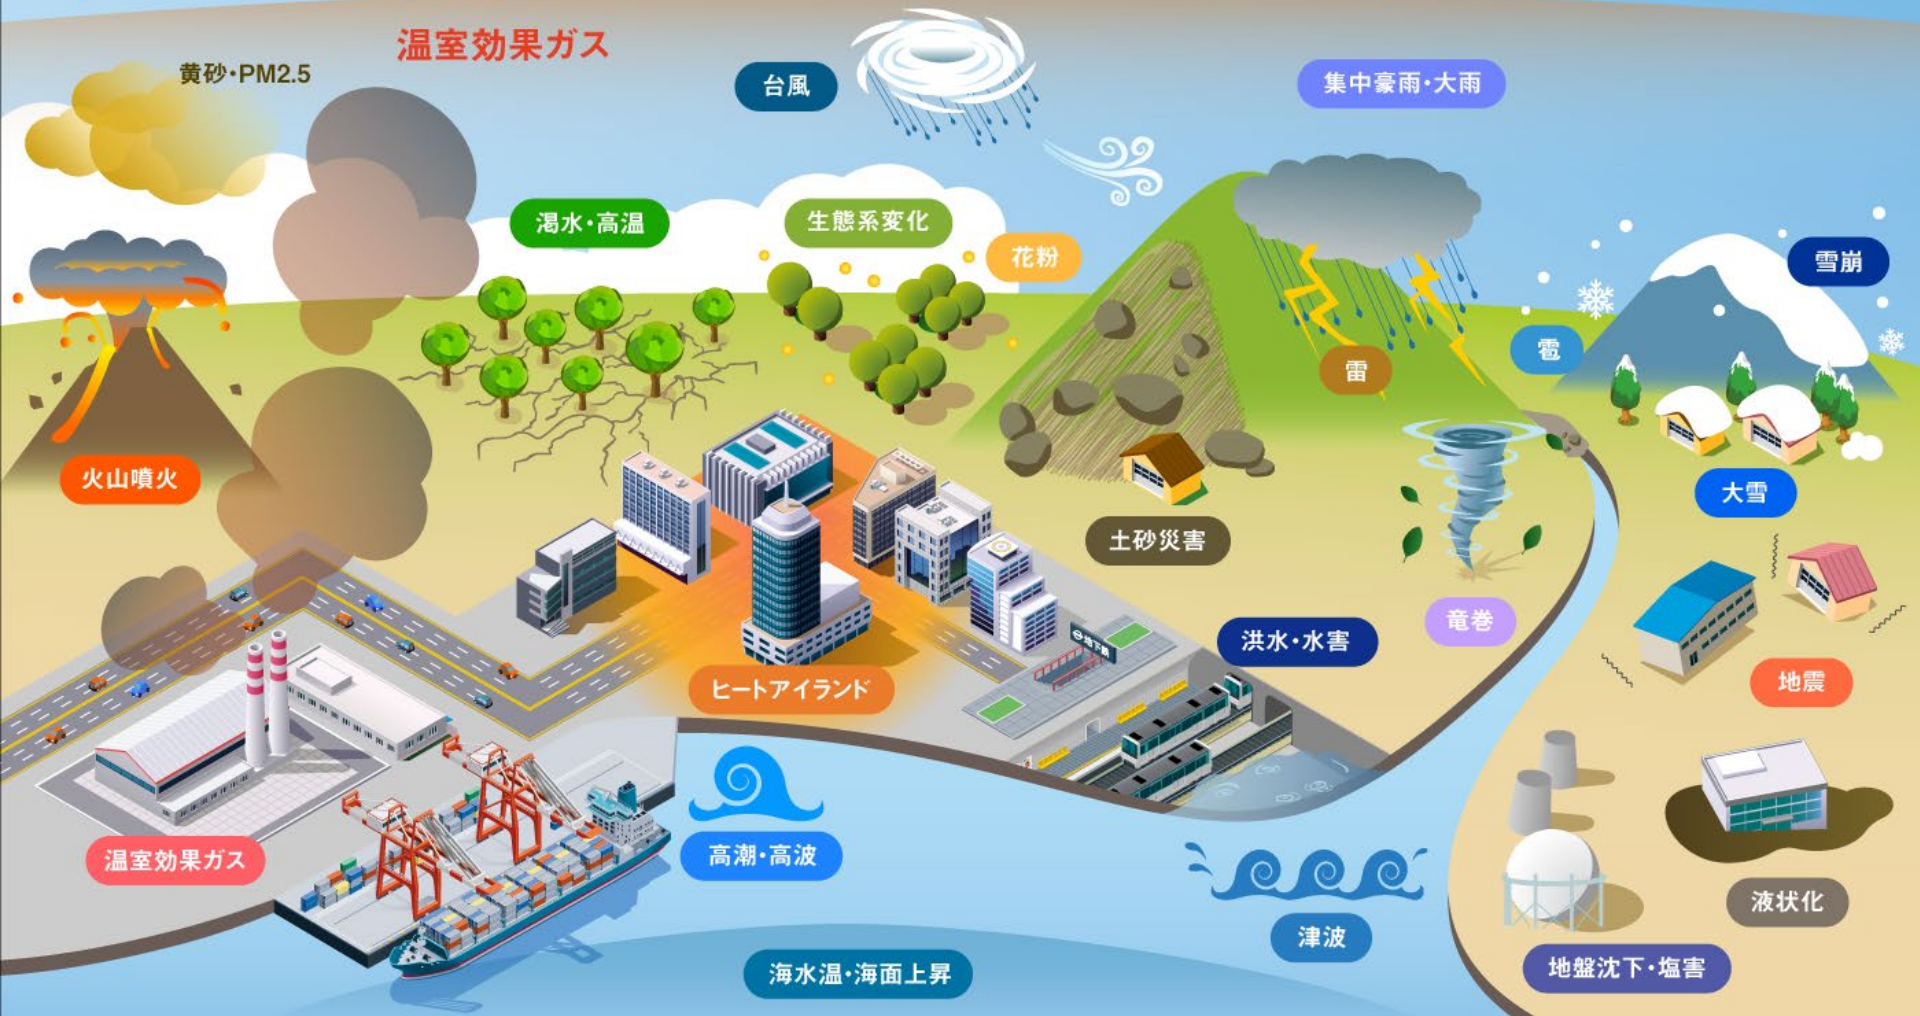 温室効果ガス
黄砂・PM2.5
台風
集中豪雨・大雨
渇水・高温
生態系変化
花粉
雪崩
雹
雷
火山噴火
大雪
土砂災害
竜巻
洪水・水害
地下鉄
地震
ヒートアイランド
高潮・高波
温室効果ガス
液状化
津波
地盤沈下・塩害
海水温・海面上昇